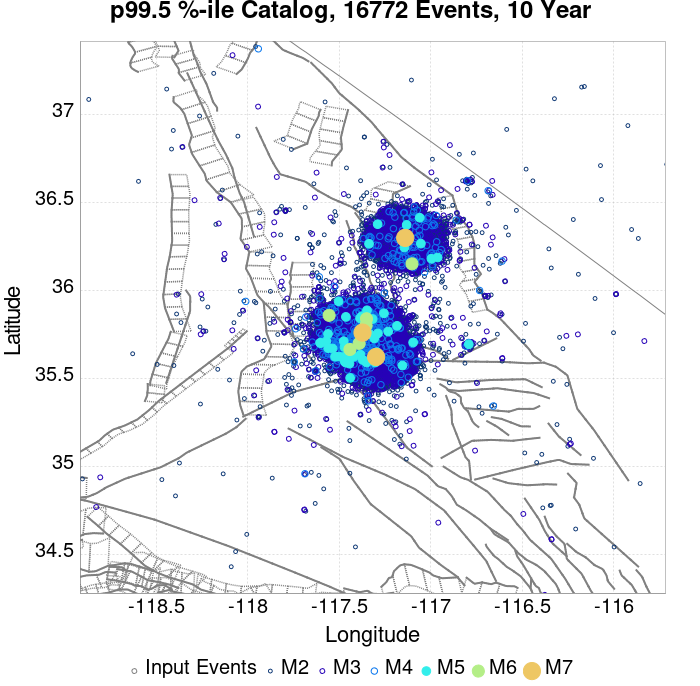 p99.5 %-ile Catalog, 16772 Events, 10 Year
37
36.5
36
35.5
35
34.5
Latitude
-118.5 -118 -117.5 -117 -116.5 -116
Longitude
Input Events M2 M3 M4 M5 M6 M7